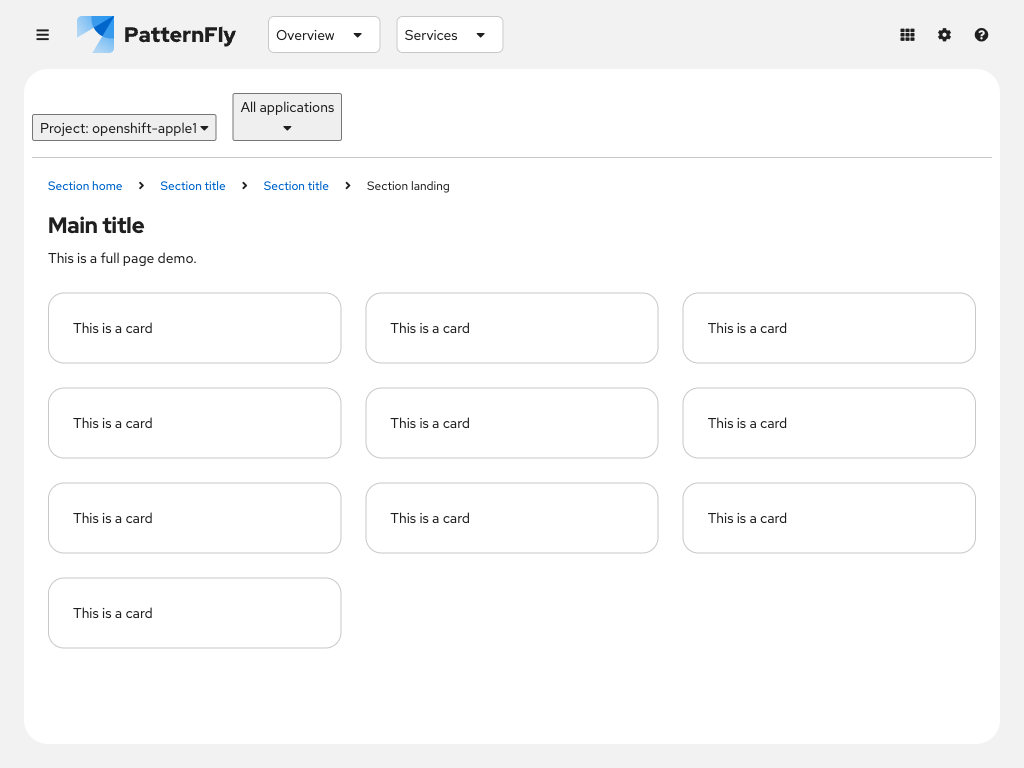 PatternFly
Overview
Services
Project: openshift-apple1
All applications
Section home
Section title
Section title
Section landing
Main title
This is a full page demo.
This is a card
This is a card
This is a card
This is a card
This is a card
This is a card
This is a card
This is a card
This is a card
This is a card